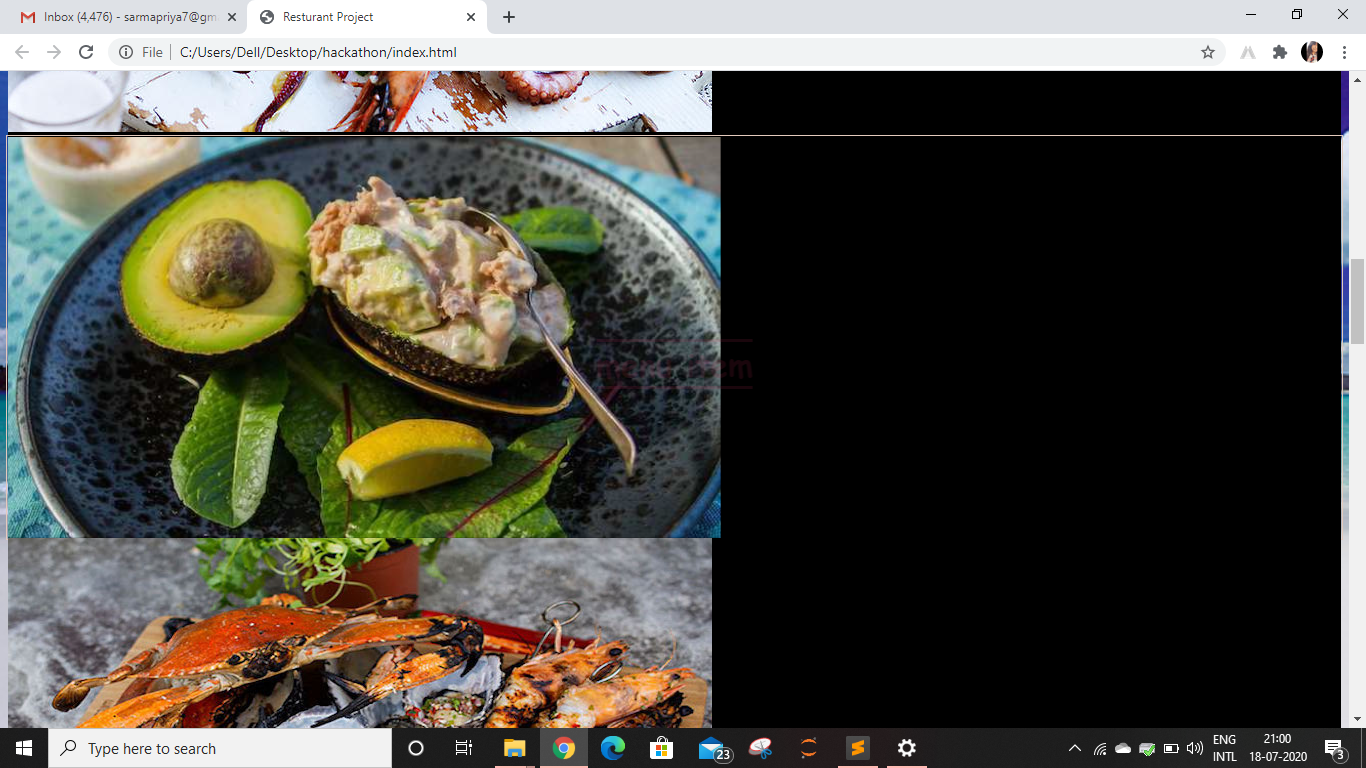 Inbox (4,476) - sarmapriya7@gm
Resturant Project
File
C:/Users/Dell/Desktop/hackathon/index.html
Type here to search
23
ENG
INTL
21:00
18-07-2020
3